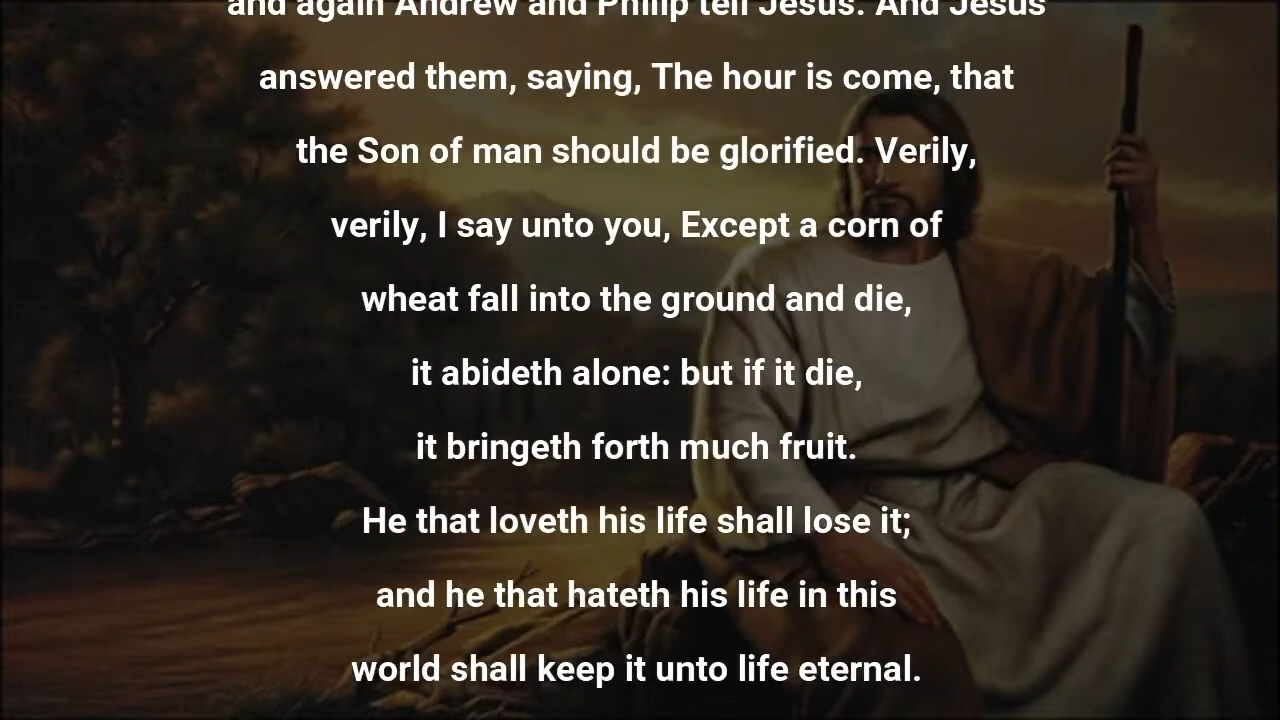 and again Andrew and Philip tell Jesus. And Jesus
answered them, saying, The hour is come, that
the Son of man should be glorified. Verily,
verily, I say unto you, Except a corn of
wheat fall into the ground and die,
it abideth alone: but if it die,
it bringeth forth much fruit.
He that loveth his life shall lose it;
and he that hateth his life in this
world shall keep it unto life eternal.